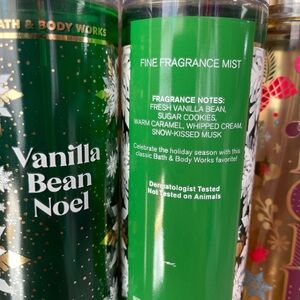 BATH & BODY WORKS
Vanilla
Bean
Noel
FINE FRAGRANCE MIST
FRAGRANCE NOTES:
FRESH VANILLA BEAN,
SUGAR COOKIES,
WARM CARAMEL, WHIPPED CREAM,
SNOW-KISSED MUSK
Celebrate the holiday season with this
classic Bath & Body Works favorite!
Dermatologist Tested
Not Tested on Animals